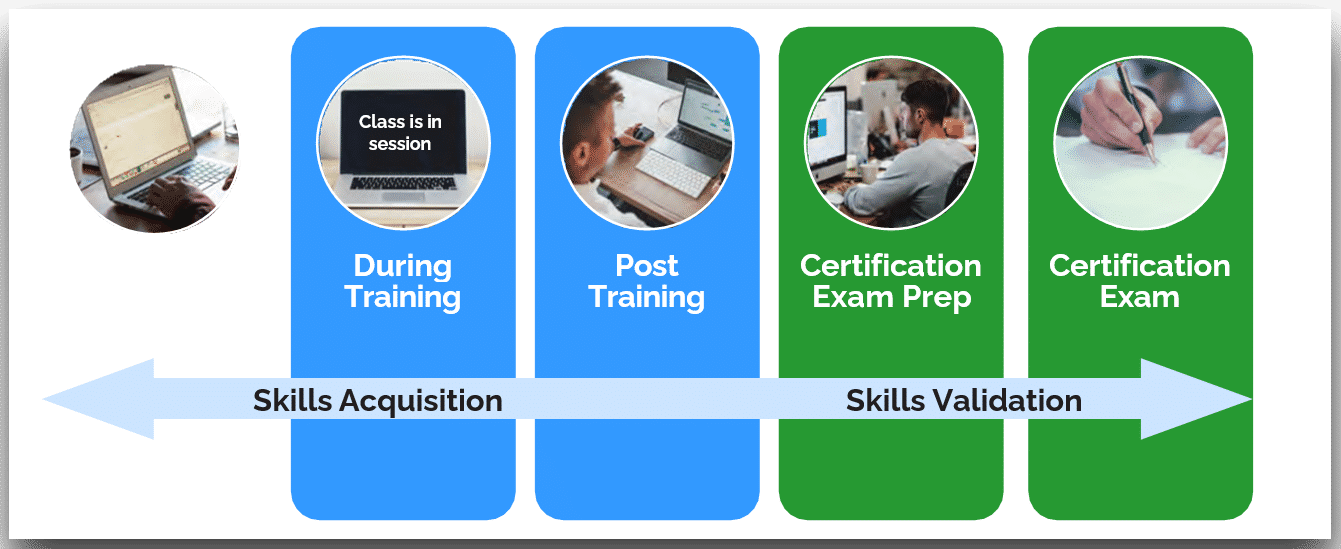 Class is in
session
During
Training
Post
Training
Certification
Exam Prep
Certification
Exam
Skills Acquisition
Skills Validation